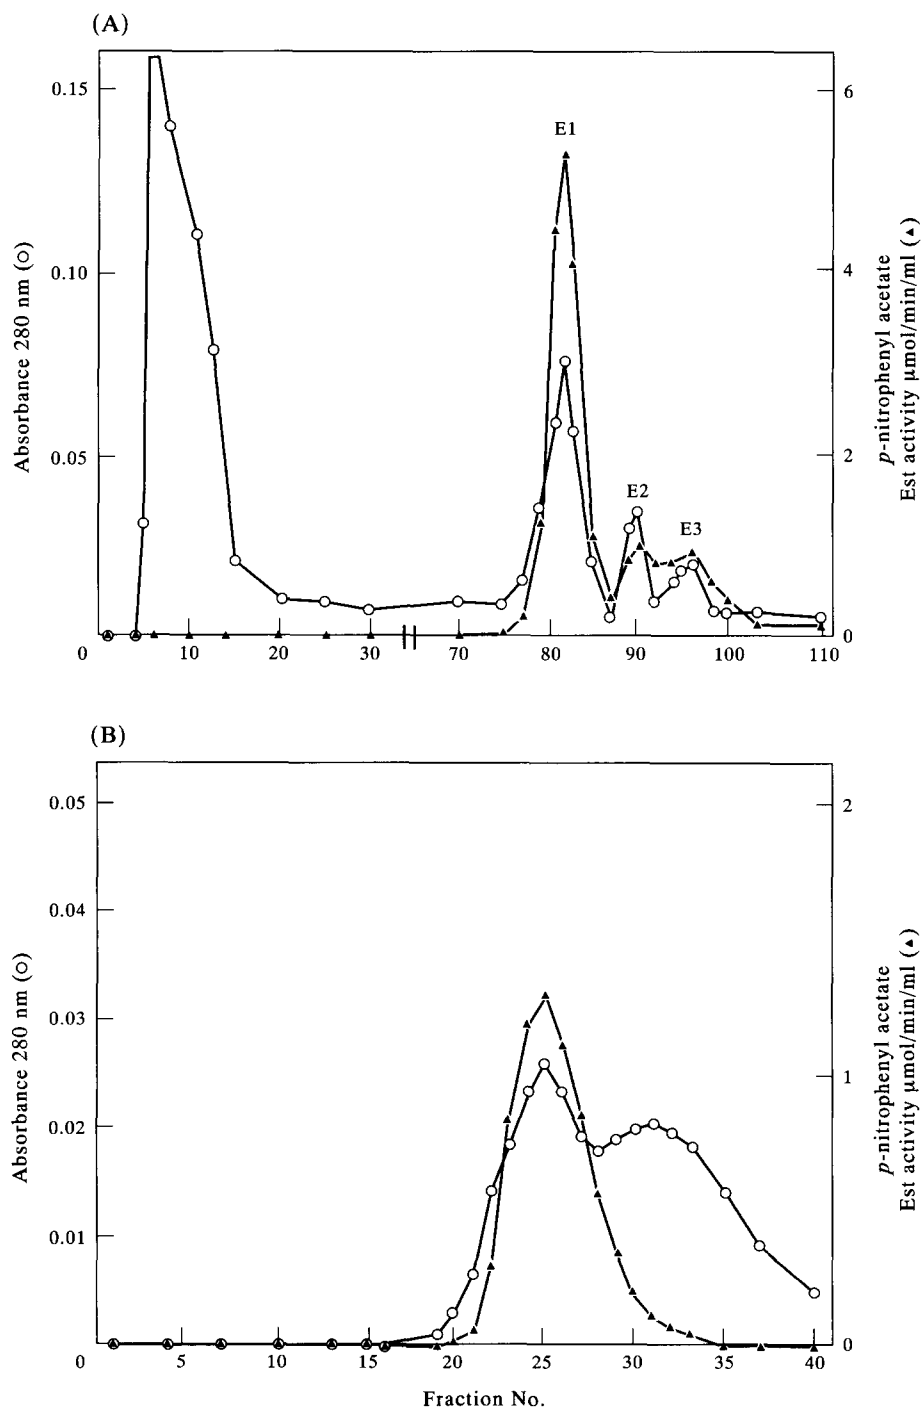 (A)
0.15
0.10
0.05
0
Absorbance 280 nm (○)
6
4
2
0
p-nitrophenyl acetate
Est activity μmol/min/ml (▲)
E1
E2
E3
10 20 30 70 80 90 100 110
(B)
0.05
0.04
0.03
0.02
0.01
0
Absorbance 280 nm (○)
2
1
0
p-nitrophenyl acetate
Est activity μmol/min/ml (▲)
5 10 15 20 25 30 35 40
Fraction No.